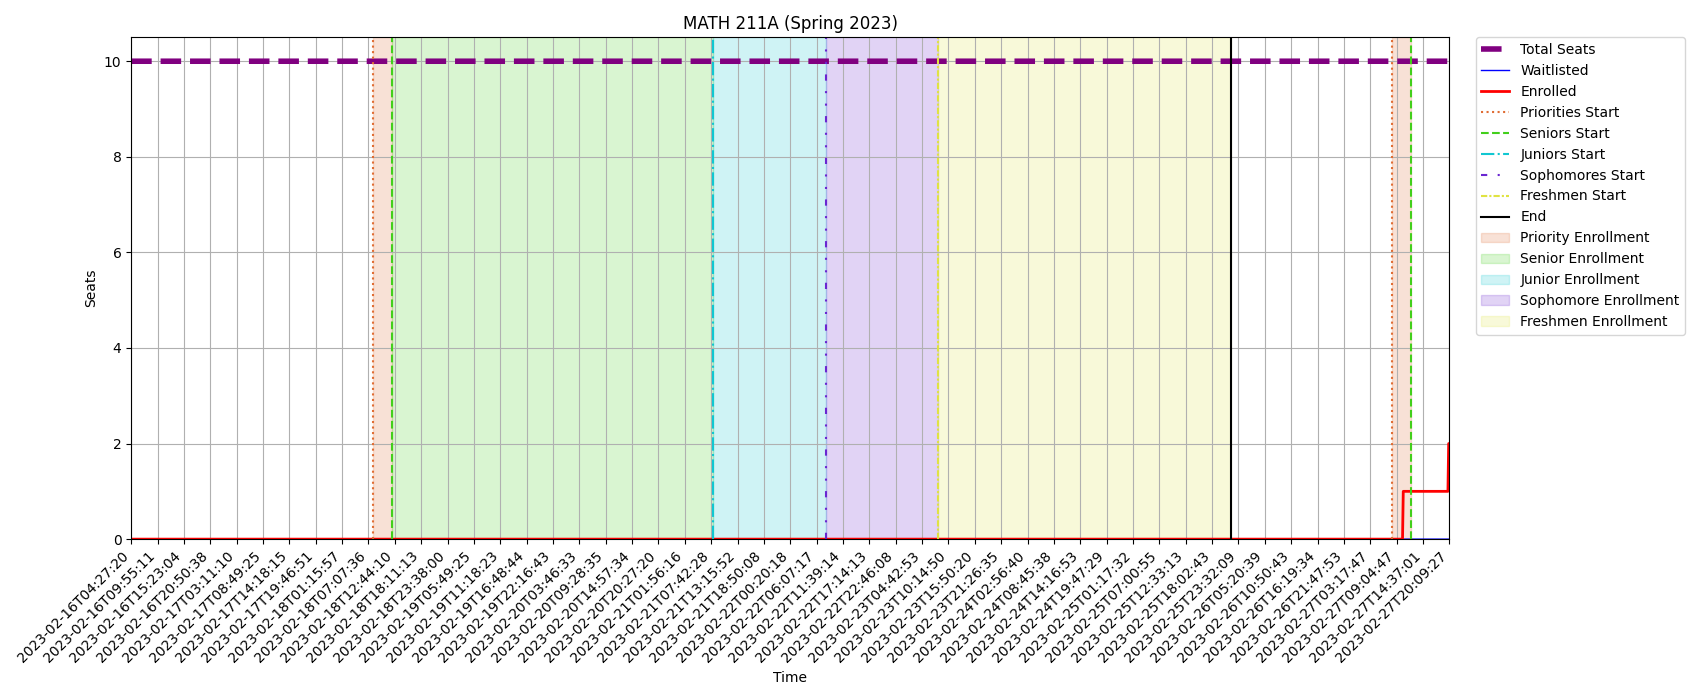 MATH 211A (Spring 2023)
Seats
10
8
6
4
2
0
2023-02-16T04:27:20
2023-02-16T09:55:11
2023-02-16T15:23:04
2023-02-16T20:50:38
2023-02-17T03:11:10
2023-02-17T08:49:25
2023-02-17T14:18:15
2023-02-17T19:46:51
2023-02-18T01:15:57
2023-02-18T07:07:36
2023-02-18T12:44:10
2023-02-18T18:11:13
2023-02-18T23:38:00
2023-02-19T05:49:25
2023-02-19T11:18:23
2023-02-19T16:48:44
2023-02-19T22:16:43
2023-02-20T03:46:33
2023-02-20T09:28:35
2023-02-20T14:57:34
2023-02-20T20:27:20
2023-02-21T01:56:16
2023-02-21T07:42:28
2023-02-21T13:15:52
2023-02-21T18:50:08
2023-02-22T00:20:18
2023-02-22T06:07:17
2023-02-22T11:39:14
2023-02-22T17:14:13
2023-02-22T22:46:08
2023-02-23T04:42:53
2023-02-23T10:14:50
2023-02-23T15:50:20
2023-02-23T21:26:35
2023-02-24T02:56:40
2023-02-24T08:45:38
2023-02-24T14:16:53
2023-02-24T19:47:29
2023-02-25T01:17:32
2023-02-25T07:00:55
2023-02-25T12:33:13
2023-02-25T18:02:43
2023-02-25T23:32:09
2023-02-26T05:20:39
2023-02-26T10:50:43
2023-02-26T16:19:34
2023-02-26T21:47:53
2023-02-27T03:17:47
2023-02-27T09:04:47
2023-02-27T14:37:01
2023-02-27T20:09:27
Time
Total Seats
Waitlisted
Enrolled
Priorities Start
Seniors Start
Juniors Start
Sophomores Start
Freshmen Start
End
Priority Enrollment
Senior Enrollment
Junior Enrollment
Sophomore Enrollment
Freshmen Enrollment